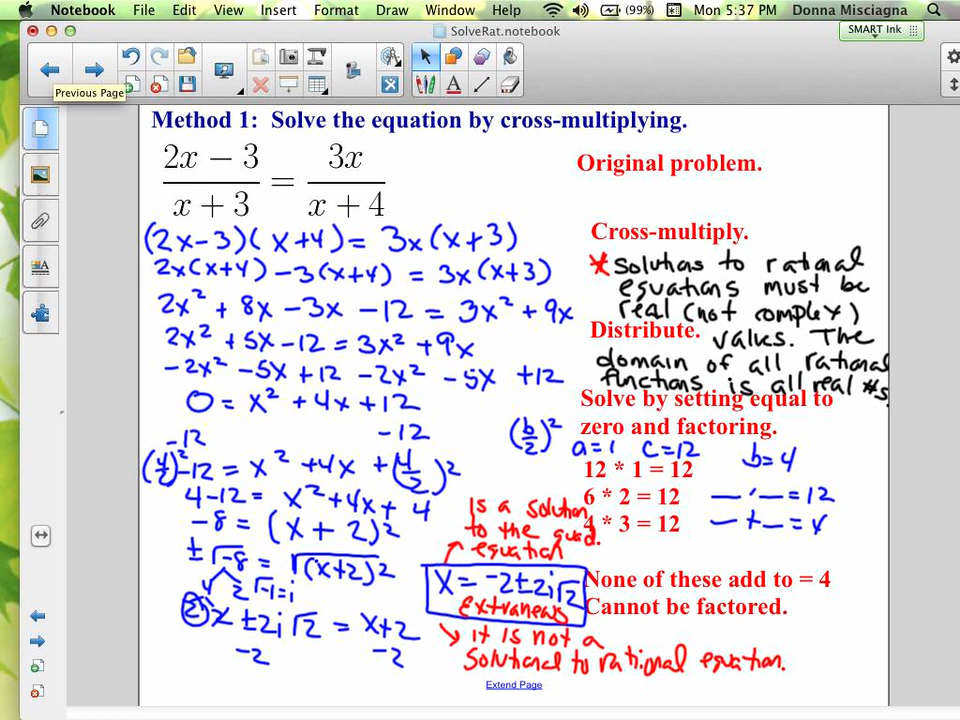 Notebook File Edit View Insert Format Draw Window Help (99%) Mon 5:37 PM Donna Misciagna
SolveRat.notebook
SMART Ink
Previous Page
Method 1: Solve the equation by cross-multiplying.
(2x − 3)/(x + 3) = 3x/(x + 4)
Original problem.
(2x-3)(x+4) = 3x(x+3)
Cross-multiply.
2x(x+4) -3(x+4) = 3x(x+3)
* Solutions to rational
equations must be
real (not complex)
values. The
domain of all rational
functions is all real #s.
2x² + 8x - 3x - 12 = 3x² + 9x
Distribute.
2x² + 5x - 12 = 3x² + 9x
-2x² -5x +12 -2x² -5x +12
0 = x² + 4x + 12
Solve by setting equal to
zero and factoring.
-12 -12
(b/2)²
a=1 c=12
b=4
(4/2)² -12 = x² + 4x + (4/2)²
12 * 1 = 12
6 * 2 = 12
4 * 3 = 12
_ · _ = 12
_ + _ = 4
4-12 = x² + 4x + 4
-8 = (x + 2)²
Is a solution
to the quad.
equation
± √-8 = √(x+2)²
4 2 √-1 = i
x = -2 ± 2i√2
Extraneous
None of these add to = 4
Cannot be factored.
± 2i √2 = x+2
-2 -2
it is not a
solution to rational equation.
Extend Page